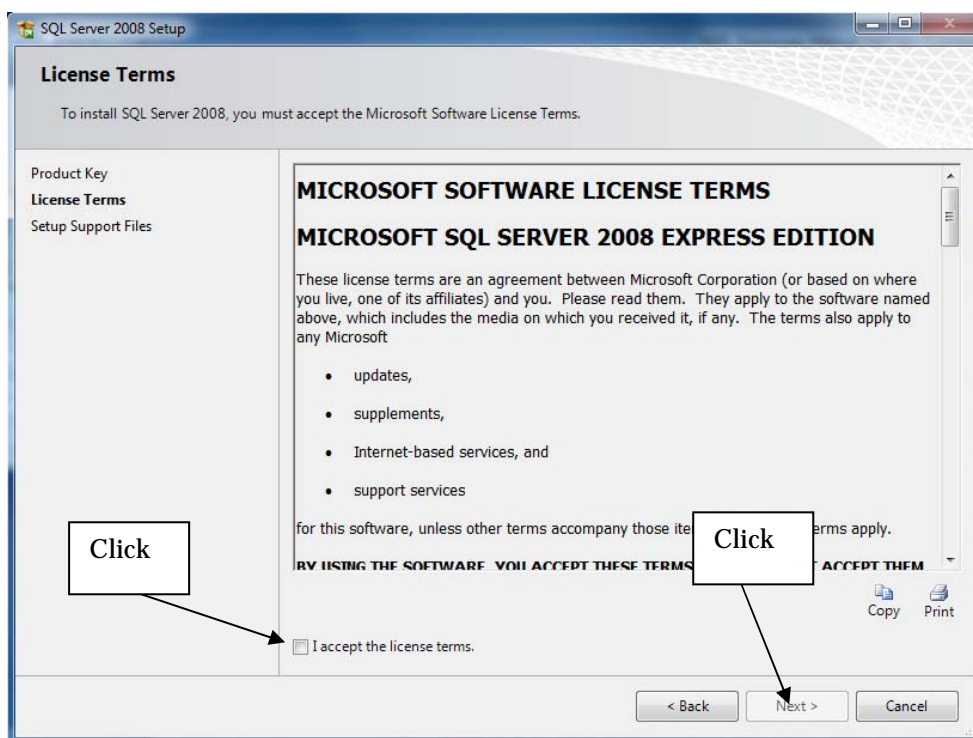 SQL Server 2008 Setup
License Terms
To install SQL Server 2008, you must accept the Microsoft Software License Terms.
Product Key
License Terms
Setup Support Files
MICROSOFT SOFTWARE LICENSE TERMS
MICROSOFT SQL SERVER 2008 EXPRESS EDITION
These license terms are an agreement between Microsoft Corporation (or based on where
you live, one of its affiliates) and you. Please read them. They apply to the software named
above, which includes the media on which you received it, if any. The terms also apply to
any Microsoft
• updates,
• supplements,
• Internet-based services, and
• support services
for this software, unless other terms accompany those erms apply.
BY USING THE SOFTWARE, YOU ACCEPT THESE TERMS ACCEPT THEM
Click
Click
Copy Print
I accept the license terms.
< Back Next > Cancel